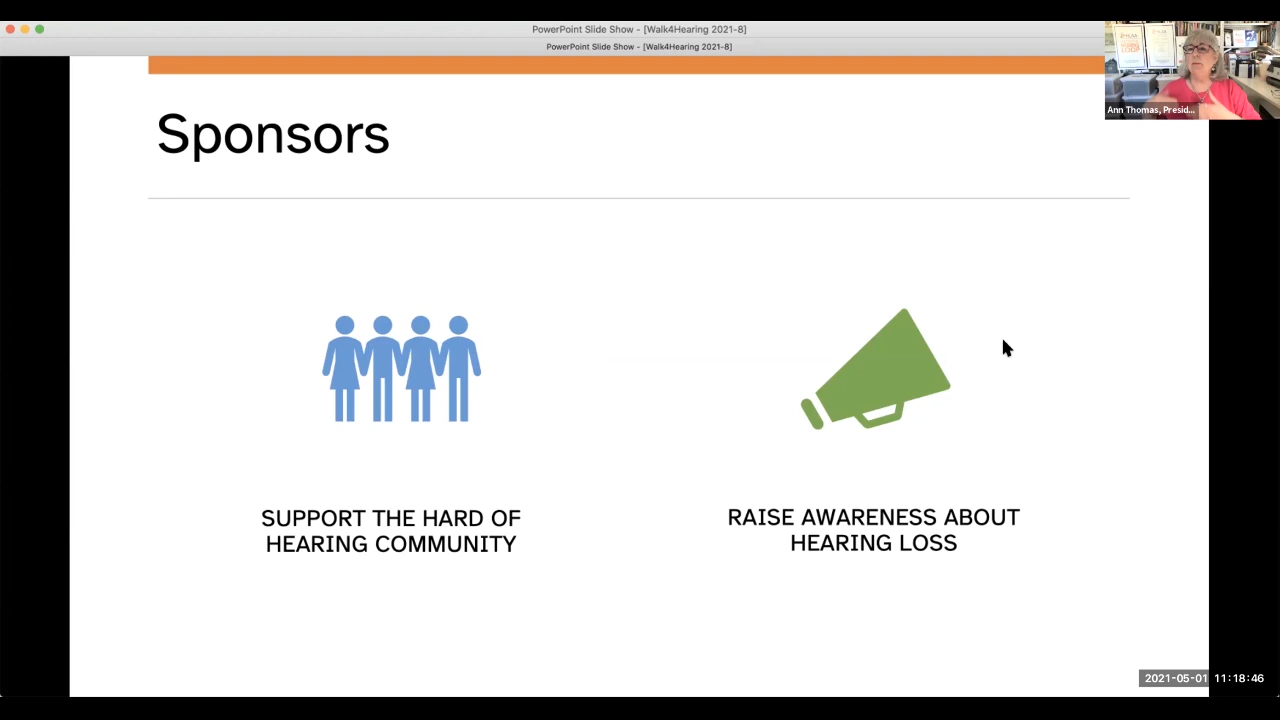 PowerPoint Slide Show - [Walk4Hearing 2021-8]
PowerPoint Slide Show - [Walk4Hearing 2021-8]
Ann Thomas, Presid...
Sponsors
SUPPORT THE HARD OF
HEARING COMMUNITY
RAISE AWARENESS ABOUT
HEARING LOSS
2021-05-01 11:18:46